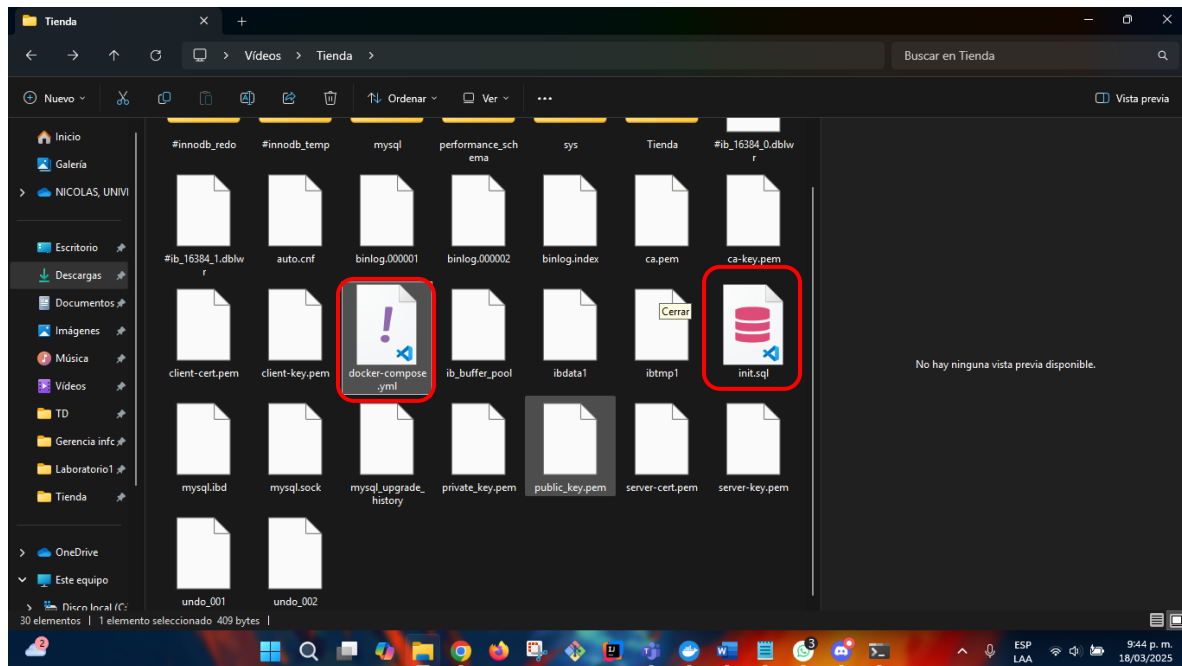 Tienda
Vídeos > Tienda >
Buscar en Tienda
Nuevo
Ordenar
Ver
Vista previa
Inicio
Galería
NICOLAS, UNIVI
Escritorio
Descargas
Documentos
Imágenes
Música
Vídeos
TD
Gerencia infc
Laboratorio1
Tienda
OneDrive
Este equipo
Disco local (C:
#innodb_redo
#innodb_temp
mysql
performance_sch
ema
sys
Tienda
#ib_16384_0.dblw
r
#ib_16384_1.dblw
r
auto.cnf
binlog.000001
binlog.000002
binlog.index
ca.pem
ca-key.pem
client-cert.pem
client-key.pem
docker-compose
.yml
ib_buffer_pool
ibdata1
Cerrar
ibtmp1
init.sql
mysql.ibd
mysql.sock
mysql_upgrade_
history
private_key.pem
public_key.pem
server-cert.pem
server-key.pem
undo_001
undo_002
No hay ninguna vista previa disponible.
30 elementos | 1 elemento seleccionado 409 bytes |
2
3
ESP
LAA
9:44 p. m.
18/03/2025